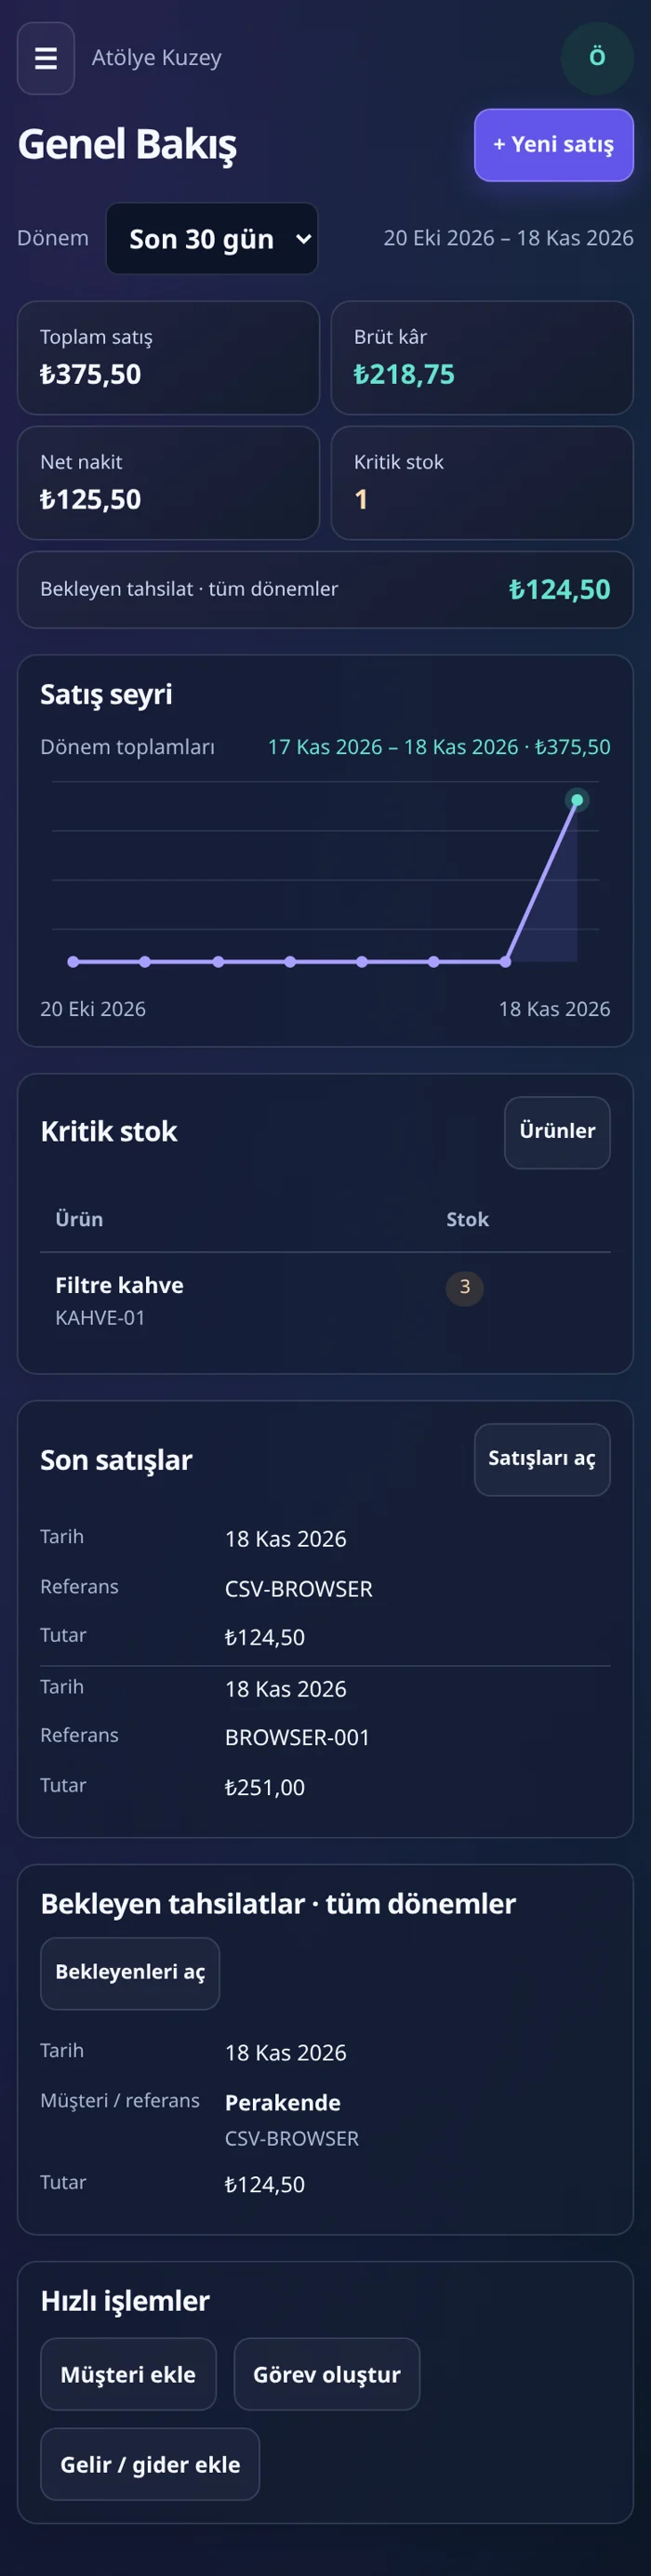 Atölye Kuzey
Ö
Genel Bakış
+ Yeni satış
Dönem
Son 30 gün
20 Eki 2026 – 18 Kas 2026
Toplam satış
₺375,50
Brüt kâr
₺218,75
Net nakit
₺125,50
Kritik stok
1
Bekleyen tahsilat · tüm dönemler
₺124,50
Satış seyri
Dönem toplamları
17 Kas 2026 – 18 Kas 2026 · ₺375,50
20 Eki 2026
18 Kas 2026
Kritik stok
Ürünler
Ürün
Stok
Filtre kahve
3
KAHVE-01
Son satışlar
Satışları aç
Tarih
18 Kas 2026
Referans
CSV-BROWSER
Tutar
₺124,50
Tarih
18 Kas 2026
Referans
BROWSER-001
Tutar
₺251,00
Bekleyen tahsilatlar · tüm dönemler
Bekleyenleri aç
Tarih
18 Kas 2026
Müşteri / referans
Perakende
CSV-BROWSER
Tutar
₺124,50
Hızlı işlemler
Müşteri ekle
Görev oluştur
Gelir / gider ekle